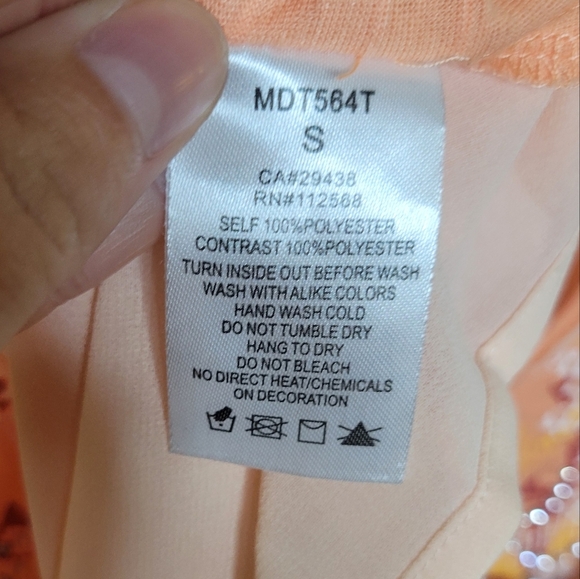 MDT564T
S
CA#29438
RN#112568
SELF 100%POLYESTER
CONTRAST 100%POLYESTER
TURN INSIDE OUT BEFORE WASH
WASH WITH ALIKE COLORS
HAND WASH COLD
DO NOT TUMBLE DRY
HANG TO DRY
DO NOT BLEACH
NO DIRECT HEAT/CHEMICALS
ON DECORATION